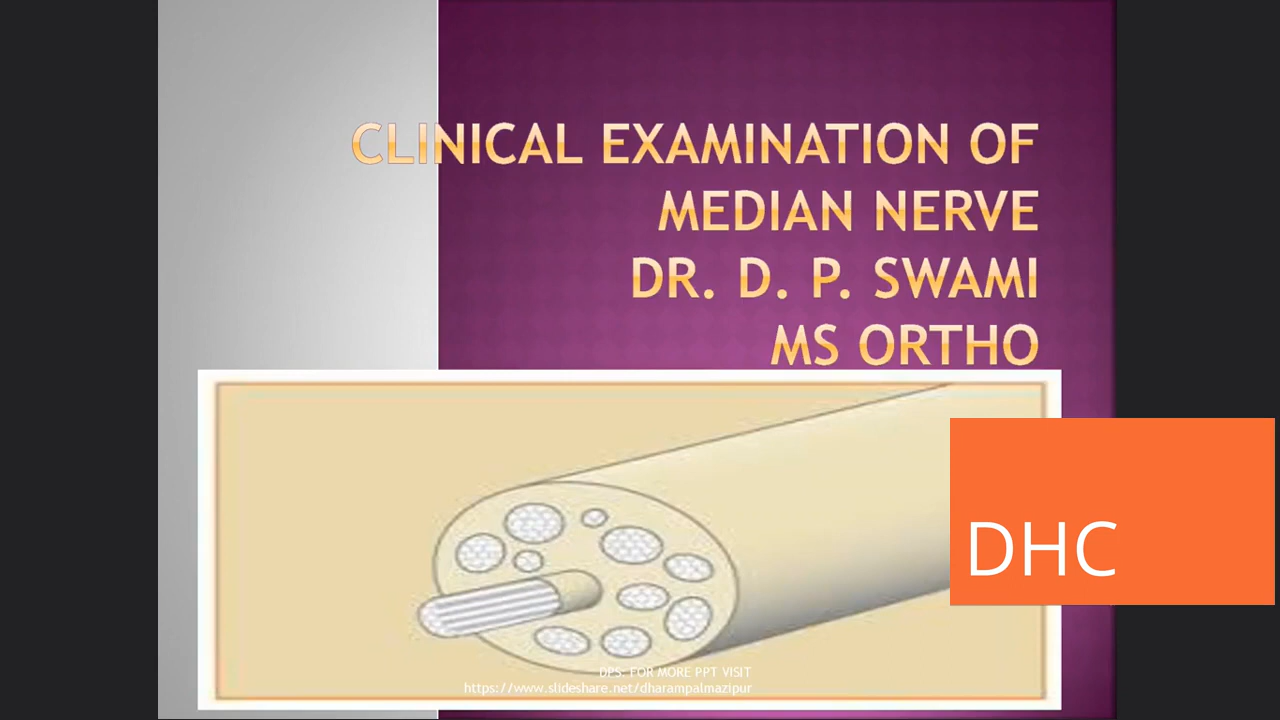 CLINICAL EXAMINATION OF
MEDIAN NERVE
DR. D. P. SWAMI
MS ORTHO
DHC
DPS: FOR MORE PPT VISIT
https://www.slideshare.net/dharampalmazipur